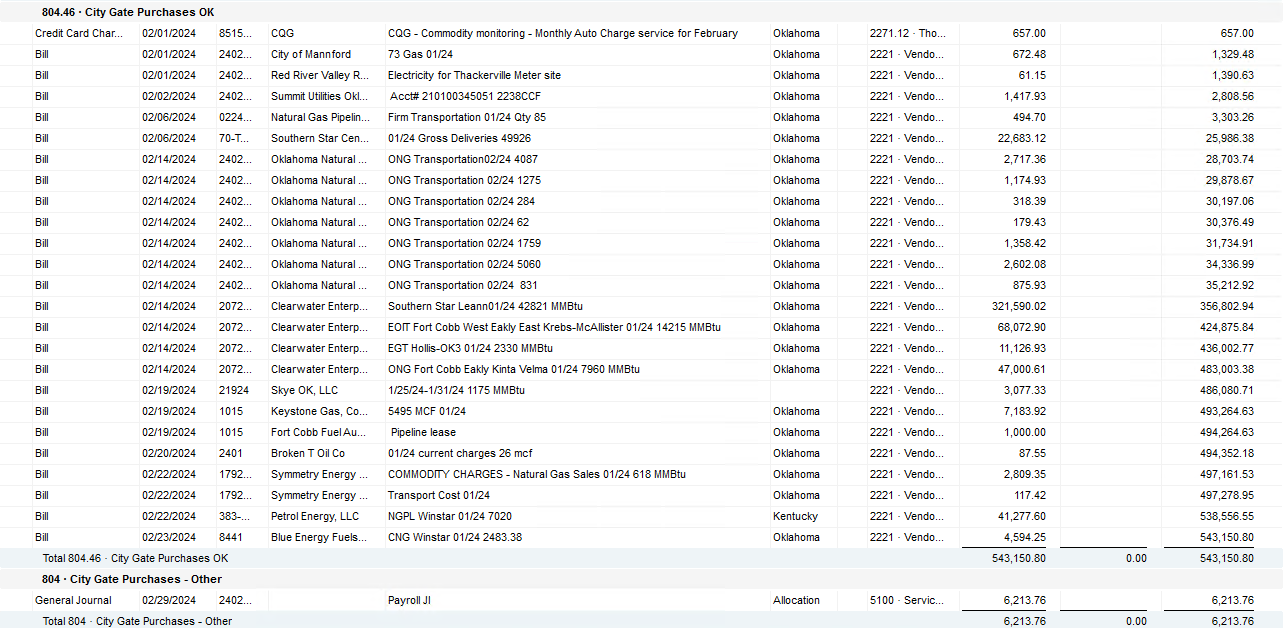 804.46 · City Gate Purchases OK
Credit Card Char... 02/01/2024 8515... CQG CQG - Commodity monitoring - Monthly Auto Charge service for February Oklahoma 2271.12 · Tho... 657.00 657.00
Bill 02/01/2024 2402... City of Mannford 73 Gas 01/24 Oklahoma 2221 · Vendo... 672.48 1,329.48
Bill 02/01/2024 2402... Red River Valley R... Electricity for Thackerville Meter site Oklahoma 2221 · Vendo... 61.15 1,390.63
Bill 02/02/2024 2402... Summit Utilities Okl... Acct# 210100345051 2238CCF Oklahoma 2221 · Vendo... 1,417.93 2,808.56
Bill 02/06/2024 0224... Natural Gas Pipelin... Firm Transportation 01/24 Qty 85 Oklahoma 2221 · Vendo... 494.70 3,303.26
Bill 02/06/2024 70-T... Southern Star Cen... 01/24 Gross Deliveries 49926 Oklahoma 2221 · Vendo... 22,683.12 25,986.38
Bill 02/14/2024 2402... Oklahoma Natural ... ONG Transportation02/24 4087 Oklahoma 2221 · Vendo... 2,717.36 28,703.74
Bill 02/14/2024 2402... Oklahoma Natural ... ONG Transportation 02/24 1275 Oklahoma 2221 · Vendo... 1,174.93 29,878.67
Bill 02/14/2024 2402... Oklahoma Natural ... ONG Transportation 02/24 284 Oklahoma 2221 · Vendo... 318.39 30,197.06
Bill 02/14/2024 2402... Oklahoma Natural ... ONG Transportation 02/24 62 Oklahoma 2221 · Vendo... 179.43 30,376.49
Bill 02/14/2024 2402... Oklahoma Natural ... ONG Transportation 02/24 1759 Oklahoma 2221 · Vendo... 1,358.42 31,734.91
Bill 02/14/2024 2402... Oklahoma Natural ... ONG Transportation 02/24 5060 Oklahoma 2221 · Vendo... 2,602.08 34,336.99
Bill 02/14/2024 2402... Oklahoma Natural ... ONG Transportation 02/24 831 Oklahoma 2221 · Vendo... 875.93 35,212.92
Bill 02/14/2024 2072... Clearwater Enterp... Southern Star Leann01/24 42821 MMBtu Oklahoma 2221 · Vendo... 321,590.02 356,802.94
Bill 02/14/2024 2072... Clearwater Enterp... EOIT Fort Cobb West Eakly East Krebs-McAllister 01/24 14215 MMBtu Oklahoma 2221 · Vendo... 68,072.90 424,875.84
Bill 02/14/2024 2072... Clearwater Enterp... EGT Hollis-OK3 01/24 2330 MMBtu Oklahoma 2221 · Vendo... 11,126.93 436,002.77
Bill 02/14/2024 2072... Clearwater Enterp... ONG Fort Cobb Eakly Kinta Velma 01/24 7960 MMBtu Oklahoma 2221 · Vendo... 47,000.61 483,003.38
Bill 02/19/2024 21924 Skye OK, LLC 1/25/24-1/31/24 1175 MMBtu 2221 · Vendo... 3,077.33 486,080.71
Bill 02/19/2024 1015 Keystone Gas, Co... 5495 MCF 01/24 Oklahoma 2221 · Vendo... 7,183.92 493,264.63
Bill 02/19/2024 1015 Fort Cobb Fuel Au... Pipeline lease Oklahoma 2221 · Vendo... 1,000.00 494,264.63
Bill 02/20/2024 2401 Broken T Oil Co 01/24 current charges 26 mcf Oklahoma 2221 · Vendo... 87.55 494,352.18
Bill 02/22/2024 1792... Symmetry Energy ... COMMODITY CHARGES - Natural Gas Sales 01/24 618 MMBtu Oklahoma 2221 · Vendo... 2,809.35 497,161.53
Bill 02/22/2024 1792... Symmetry Energy ... Transport Cost 01/24 Oklahoma 2221 · Vendo... 117.42 497,278.95
Bill 02/22/2024 383-... Petrol Energy, LLC NGPL Winstar 01/24 7020 Kentucky 2221 · Vendo... 41,277.60 538,556.55
Bill 02/23/2024 8441 Blue Energy Fuels... CNG Winstar 01/24 2483.38 Oklahoma 2221 · Vendo... 4,594.25 543,150.80
Total 804.46 · City Gate Purchases OK 543,150.80 0.00 543,150.80
804 · City Gate Purchases - Other
General Journal 02/29/2024 2402... Payroll JI Allocation 5100 · Servic... 6,213.76 6,213.76
Total 804 · City Gate Purchases - Other 6,213.76 0.00 6,213.76